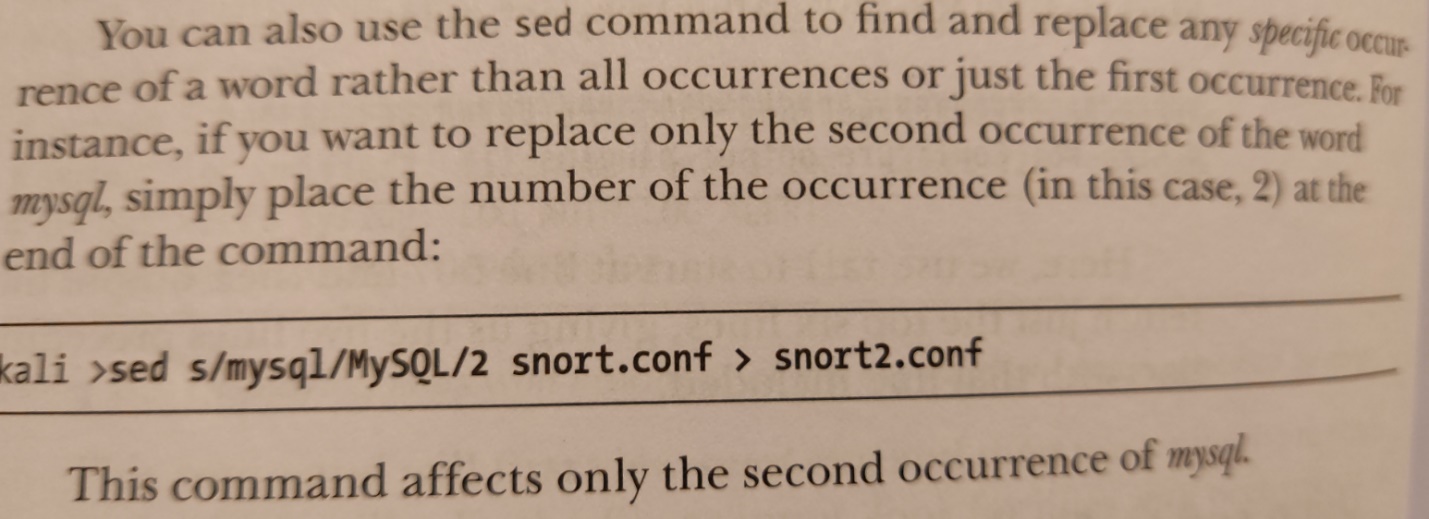 You can also use the sed command to find and replace any specific occur-
rence of a word rather than all occurrences or just the first occurrence. For
instance, if you want to replace only the second occurrence of the word
mysql, simply place the number of the occurrence (in this case, 2) at the
end of the command:
kali >sed s/mysql/MySQL/2 snort.conf > snort2.conf
This command affects only the second occurrence of mysql.